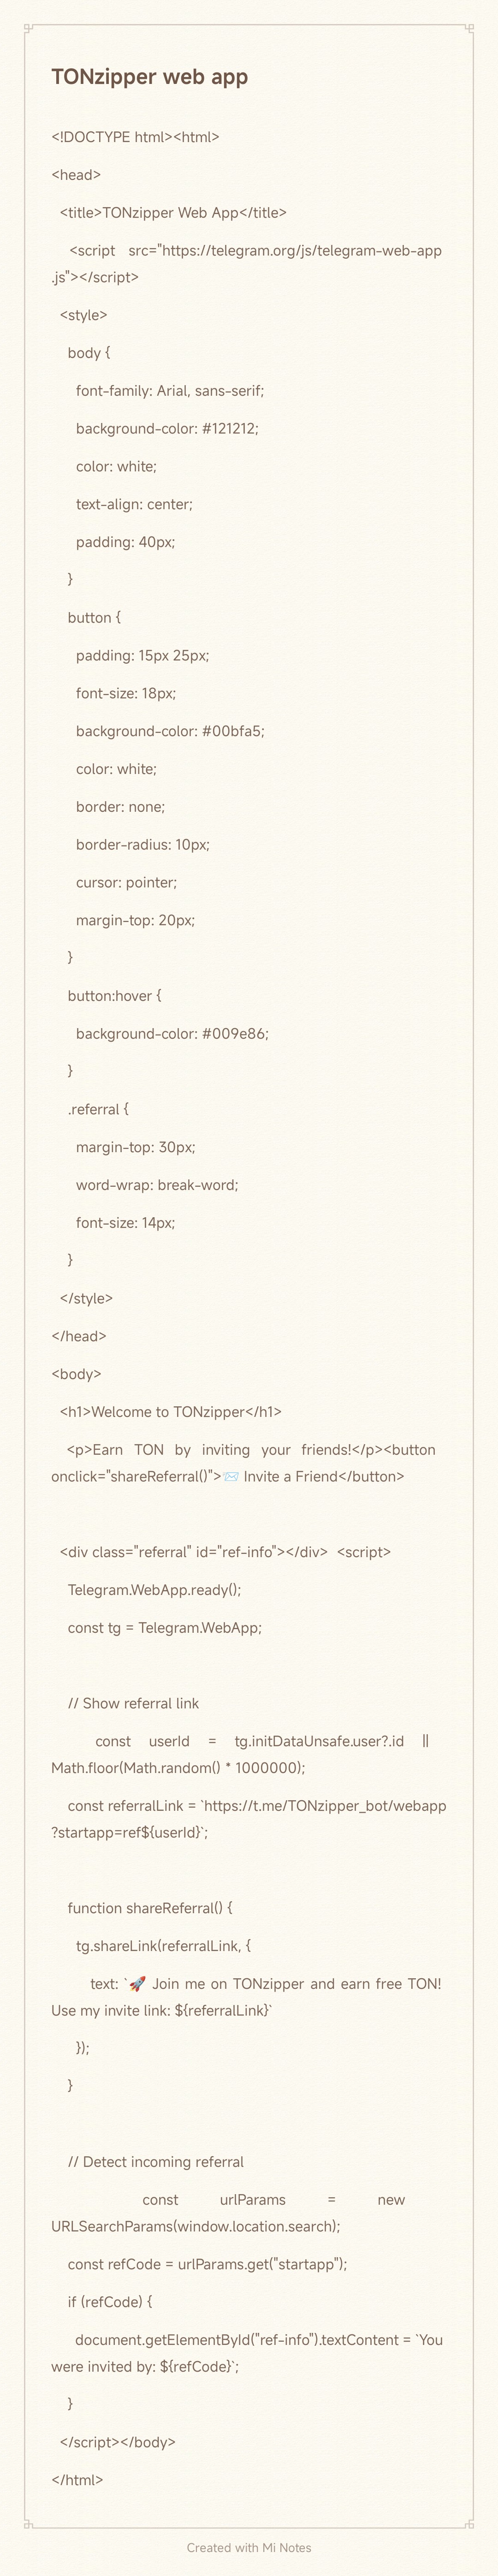 TONzipper web app
<!DOCTYPE html><html>
<head>
<title>TONzipper Web App</title>
<script src="https://telegram.org/js/telegram-web-app
.js"></script>
<style>
body {
font-family: Arial, sans-serif;
background-color: #121212;
color: white;
text-align: center;
padding: 40px;
}
button {
padding: 15px 25px;
font-size: 18px;
background-color: #00bfa5;
color: white;
border: none;
border-radius: 10px;
cursor: pointer;
margin-top: 20px;
}
button:hover {
background-color: #009e86;
}
.referral {
margin-top: 30px;
word-wrap: break-word;
font-size: 14px;
}
</style>
</head>
<body>
<h1>Welcome to TONzipper</h1>
<p>Earn TON by inviting your friends!</p><button
onclick="shareReferral()">📨 Invite a Friend</button>
<div class="referral" id="ref-info"></div> <script>
Telegram.WebApp.ready();
const tg = Telegram.WebApp;
// Show referral link
const userId = tg.initDataUnsafe.user?.id ||
Math.floor(Math.random() * 1000000);
const referralLink = `https://t.me/TONzipper_bot/webapp
?startapp=ref${userId}`;
function shareReferral() {
tg.shareLink(referralLink, {
text: `🚀 Join me on TONzipper and earn free TON!
Use my invite link: ${referralLink}`
});
}
// Detect incoming referral
const urlParams = new
URLSearchParams(window.location.search);
const refCode = urlParams.get("startapp");
if (refCode) {
document.getElementById("ref-info").textContent = `You
were invited by: ${refCode}`;
}
</script></body>
</html>
Created with Mi Notes